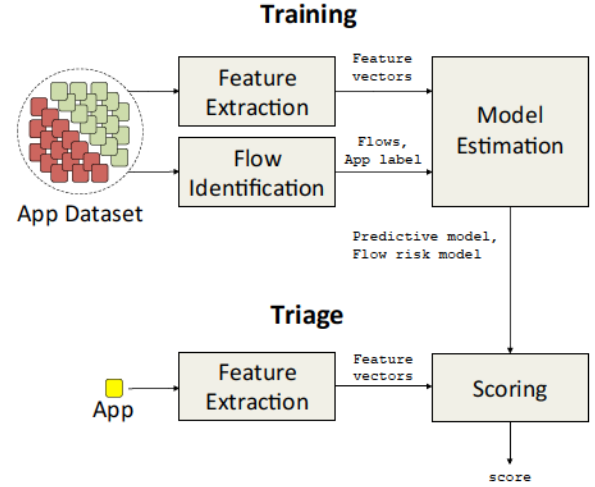 Training
Feature
Extraction
Feature
vectors
Model
Estimation
Flow
Identification
Flows,
App label
App Dataset
Predictive model,
Flow risk model
Triage
App
Feature
Extraction
Feature
vectors
Scoring
score